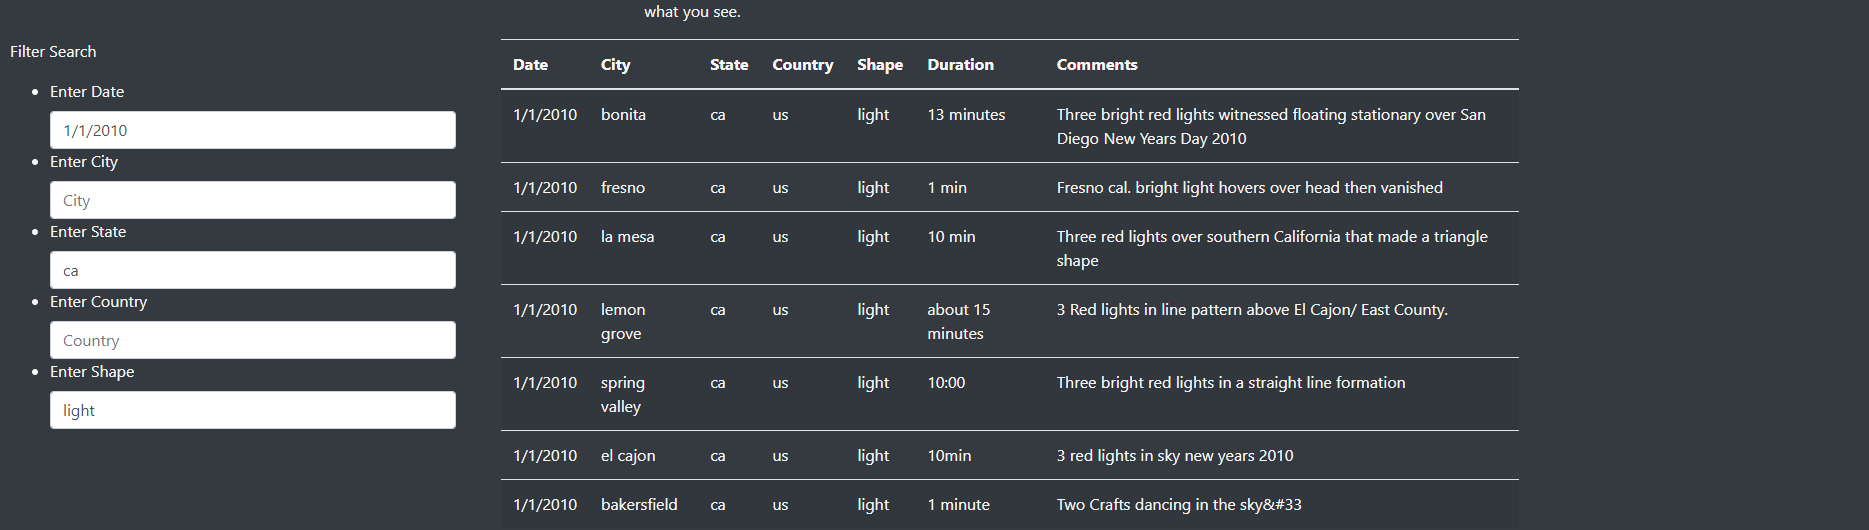 what you see.
Filter Search
Enter Date
1/1/2010
Enter City
City
Enter State
ca
Enter Country
Country
Enter Shape
light
Date City State Country Shape Duration Comments
1/1/2010 bonita ca us light 13 minutes Three bright red lights witnessed floating stationary over San
Diego New Years Day 2010
1/1/2010 fresno ca us light 1 min Fresno cal. bright light hovers over head then vanished
1/1/2010 la mesa ca us light 10 min Three red lights over southern California that made a triangle
shape
1/1/2010 lemon ca us light about 15 3 Red lights in line pattern above El Cajon/ East County.
grove minutes
1/1/2010 spring ca us light 10:00 Three bright red lights in a straight line formation
valley
1/1/2010 el cajon ca us light 10min 3 red lights in sky new years 2010
1/1/2010 bakersfield ca us light 1 minute Two Crafts dancing in the sky&#33